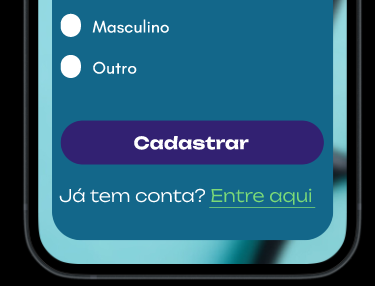 Masculino
Outro
Cadastrar
Já tem conta? Entre aqui